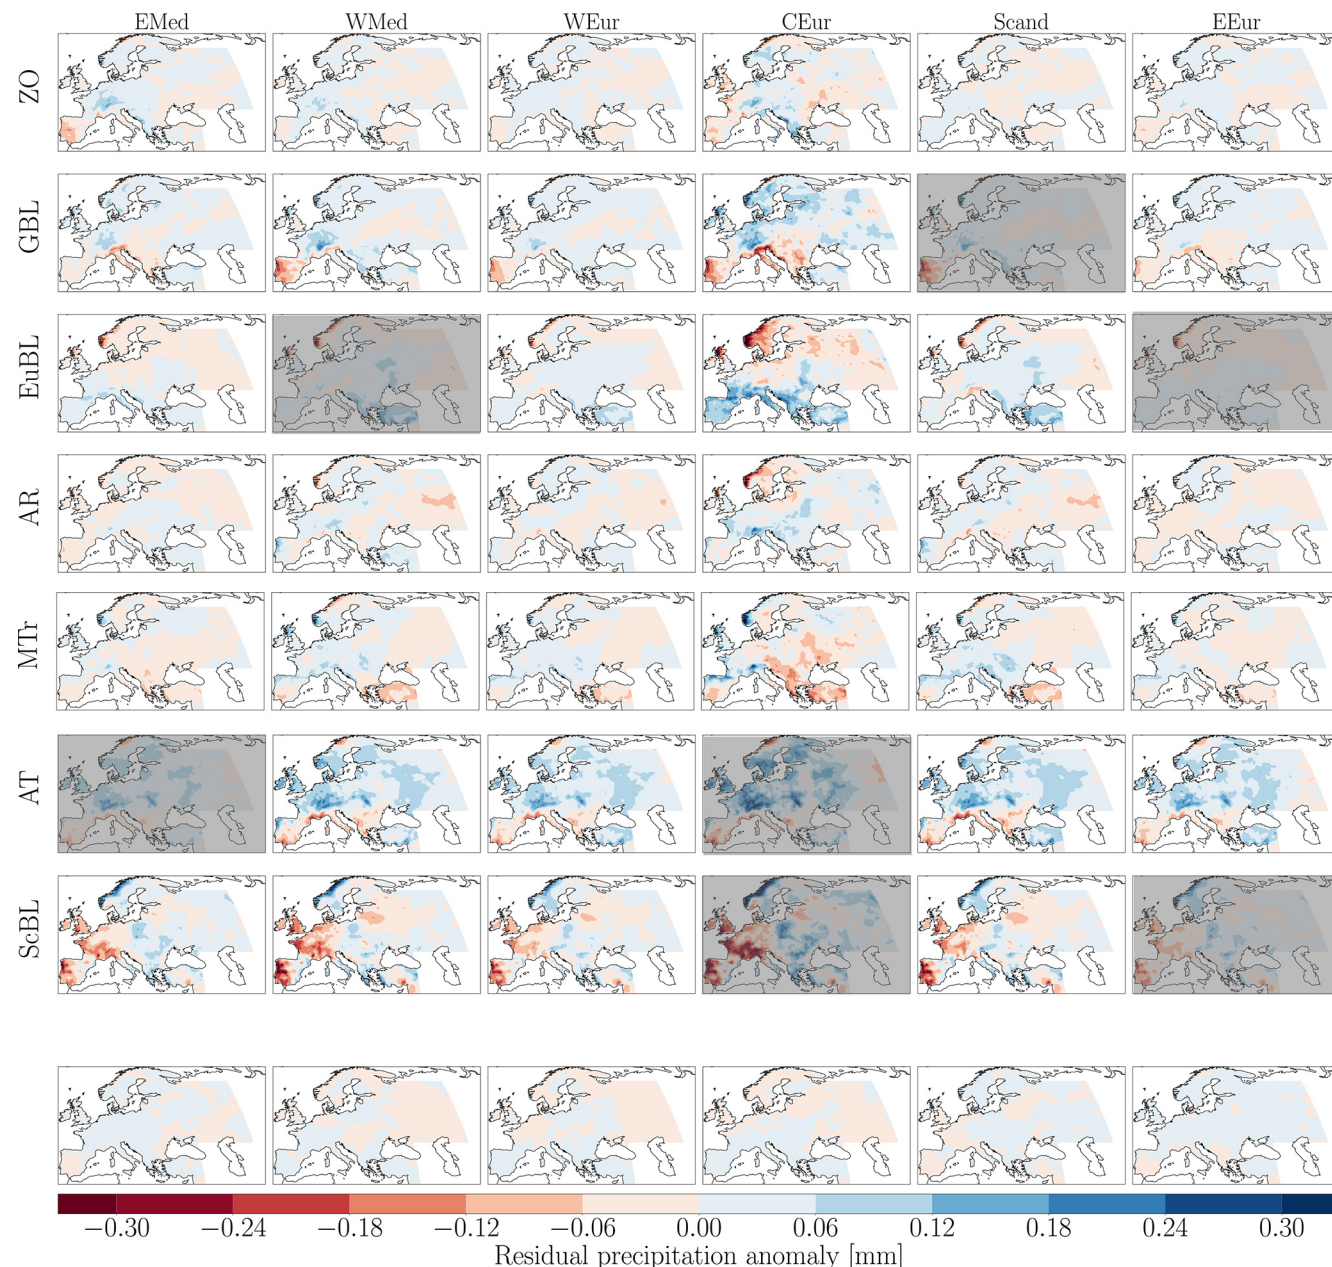 EMed WMed WEur CEur Scand EEur
ZO
GBL
EuBL
AR
MTr
AT
ScBL
−0.30 −0.24 −0.18 −0.12 −0.06 0.00 0.06 0.12 0.18 0.24 0.30
Residual precipitation anomaly [mm]